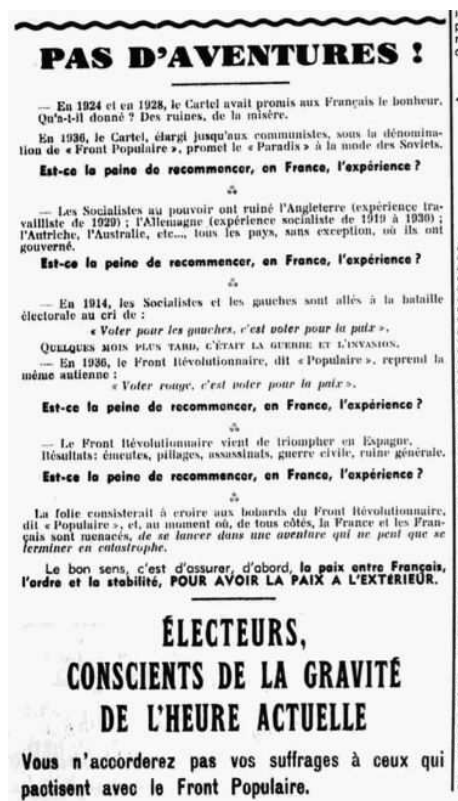 PAS D'AVENTURES !
— En 1924 et en 1928, le Cartel avait promis aux Français le bonheur.
Qu'a-t-il donné ? Des ruines, de la misère.
En 1936, le Cartel, élargi jusqu'aux communistes, sous la dénomina-
tion de « Front Populaire », promet le « Paradis » à la mode des Soviets.
Est-ce la peine de recommencer, en France, l'expérience ?
— Les Socialistes au pouvoir ont ruiné l'Angleterre (expérience tra-
vailliste de 1929) ; l'Allemagne (expérience socialiste de 1919 à 1930) ;
l'Autriche, l'Australie, etc..., tous les pays, sans exception, où ils ont
gouverné.
Est-ce la peine de recommencer, en France, l'expérience ?
— En 1914, les Socialistes et les gauches sont allés à la bataille
électorale au cri de :
« Voter pour les gauches, c'est voter pour la paix ».
QUELQUES MOIS PLUS TARD, C'ÉTAIT LA GUERRE ET L'INVASION.
— En 1936, le Front Révolutionnaire, dit « Populaire », reprend la
même antienne :
« Voter rouge, c'est voter pour la paix ».
Est-ce la peine de recommencer, en France, l'expérience ?
— Le Front Révolutionnaire vient de triompher en Espagne.
Résultats : émeutes, pillages, assassinats, guerre civile, ruine générale.
Est-ce la peine de recommencer, en France, l'expérience ?
La folie consisterait à croire aux bobards du Front Révolutionnaire,
dit « Populaire », et, au moment où, de tous côtés, la France et les Fran-
çais sont menacés, de se lancer dans une aventure qui ne peut que se
terminer en catastrophe.
Le bon sens, c'est d'assurer, d'abord, la paix entre Français,
l'ordre et la stabilité, POUR AVOIR LA PAIX A L'EXTÉRIEUR.
ÉLECTEURS,
CONSCIENTS DE LA GRAVITÉ
DE L'HEURE ACTUELLE
Vous n'accorderez pas vos suffrages à ceux qui
pactisent avec le Front Populaire.